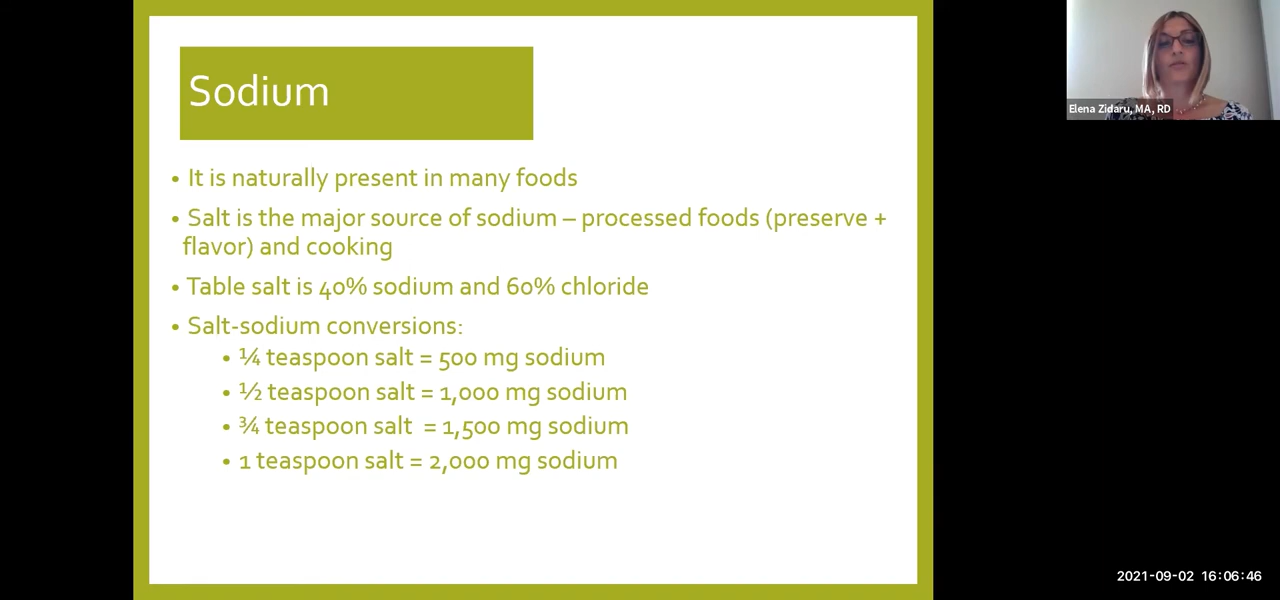 Sodium
• It is naturally present in many foods
• Salt is the major source of sodium – processed foods (preserve +
flavor) and cooking
• Table salt is 40% sodium and 60% chloride
• Salt-sodium conversions:
• ¼ teaspoon salt = 500 mg sodium
• ½ teaspoon salt = 1,000 mg sodium
• ¾ teaspoon salt = 1,500 mg sodium
• 1 teaspoon salt = 2,000 mg sodium
Elena Zidaru, MA, RD
2021-09-02 16:06:46